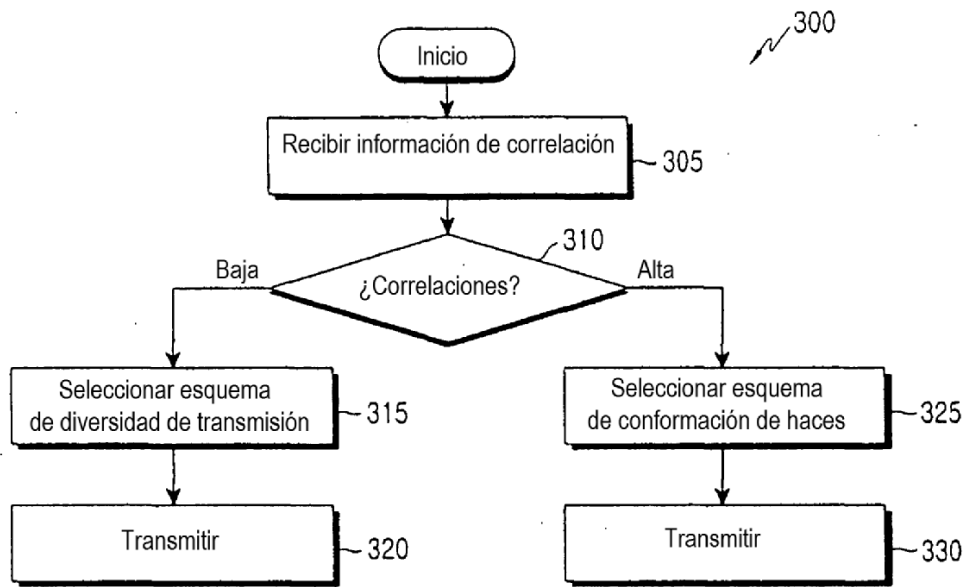 300
Inicio
Recibir información de correlación
305
310
Baja
¿Correlaciones?
Alta
Seleccionar esquema
de diversidad de transmisión
315
Seleccionar esquema
de conformación de haces
325
Transmitir
320
Transmitir
330